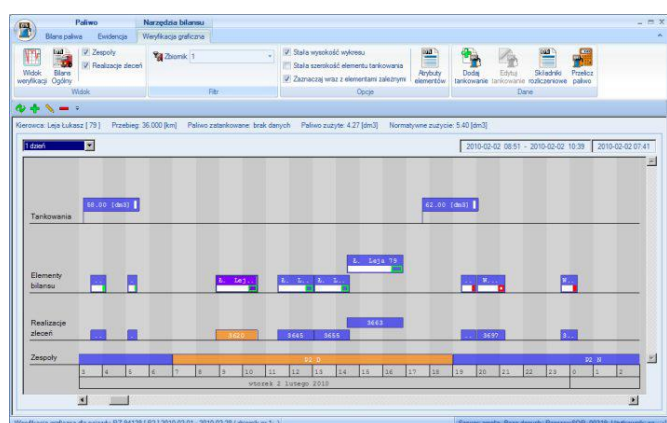 Paliwo
Narzędzia bilansu
Bilans paliwa
Ewidencja
Weryfikacja graficzna
Widok weryfikacji
Bilans Ogólny
Zespoły
Realizacje zleceń
Widok
Zbiornik 1
Filtr
Stała wysokość wykresu
Stała szerokość elementu tankowania
Zaznaczaj wraz z elementami zależnymi
Atrybuty elementów
Opcje
Dodaj tankowanie
Edytuj tankowanie
Składniki rozliczeniowe
Przelicz paliwo
Dane
Kierowca: Leja Łukasz [ 79 ] Przebieg: 36.000 [km] Paliwo zatankowane: brak danych Paliwo zużyte: 4.27 [dm3] Normatywne zużycie: 5.40 [dm3]
1 dzień
2010-02-02 08:51 - 2010-02-02 10:39
2010-02-02 07:41
58.00 [dm3]
62.00 [dm3]
Tankowania
Ł. Leja 79
Elementy bilansu
Ł. Lej..
Ł. L..
Ł. L..
Realizacje zleceń
3663
3620
3645
3655
3697
Zespoły
D2 N
3 4 5 6 7 8 9 10 11 12 13 14 15 16 17 18 19 20 21 22 23 0 1 2
wtorek 2 lutego 2010